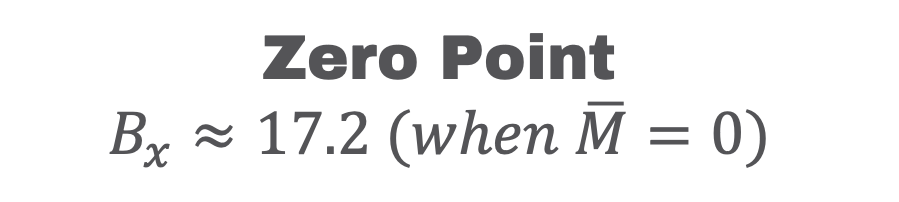 Zero Point
Bₓ ≈ 17.2 (when M̅ = 0)